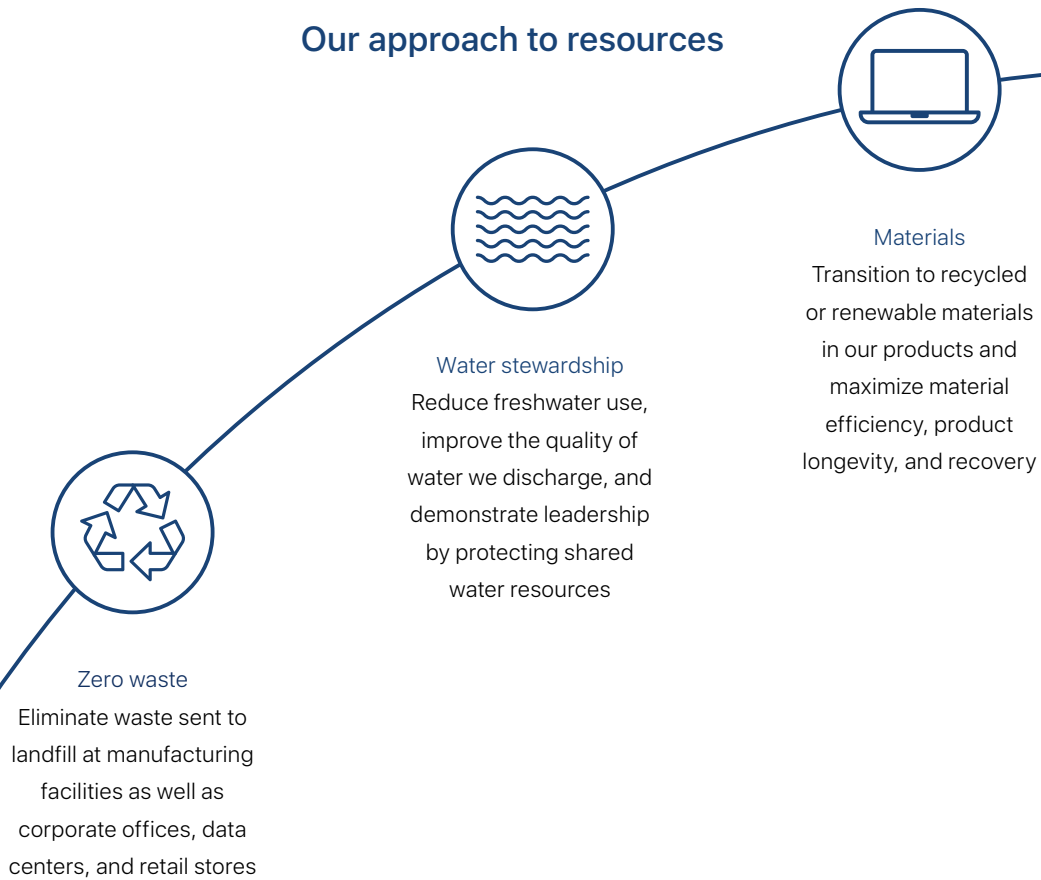 Our approach to resources
Materials
Transition to recycled
or renewable materials
in our products and
maximize material
efficiency, product
longevity, and recovery
Water stewardship
Reduce freshwater use,
improve the quality of
water we discharge, and
demonstrate leadership
by protecting shared
water resources
Zero waste
Eliminate waste sent to
landfill at manufacturing
facilities as well as
corporate offices, data
centers, and retail stores